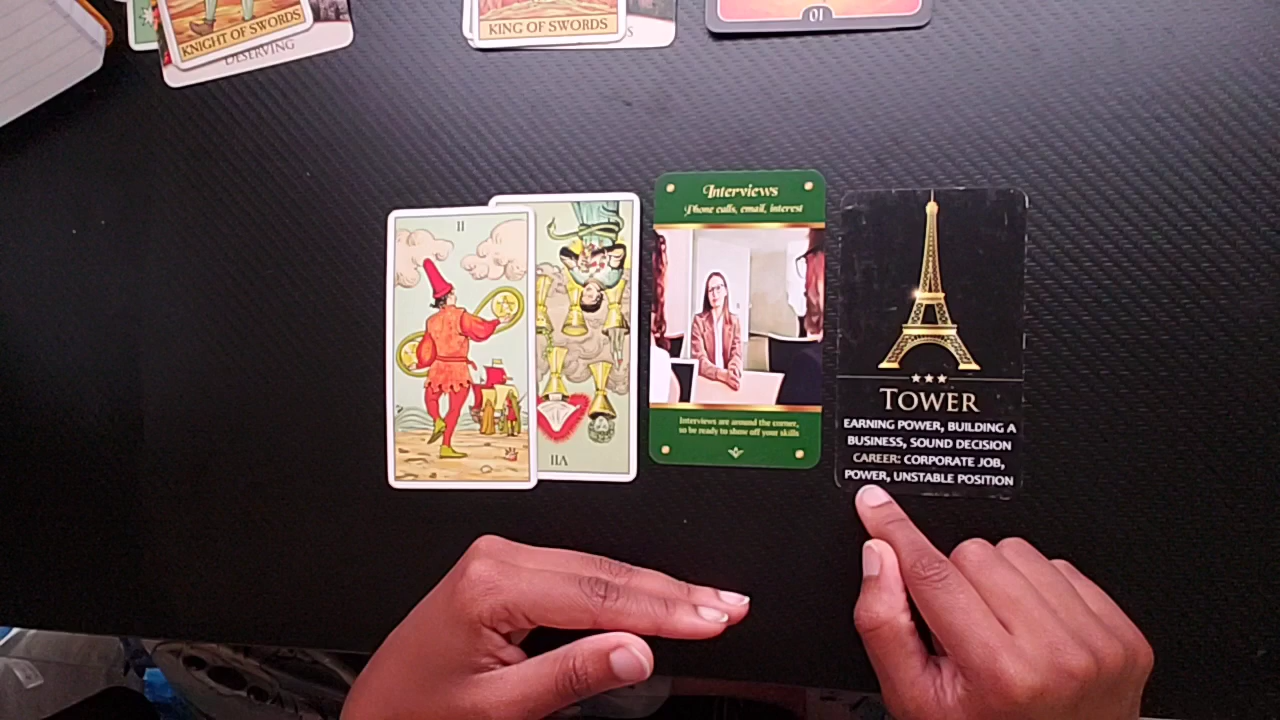 KNIGHT OF SWORDS
DESERVING
KING OF SWORDS
S
10
II
VII
Interviews
Phone calls, email, interest
Interviews are around the corner,
so be ready to show off your skills
TOWER
EARNING POWER, BUILDING A
BUSINESS, SOUND DECISION
CAREER: CORPORATE JOB,
POWER, UNSTABLE POSITION